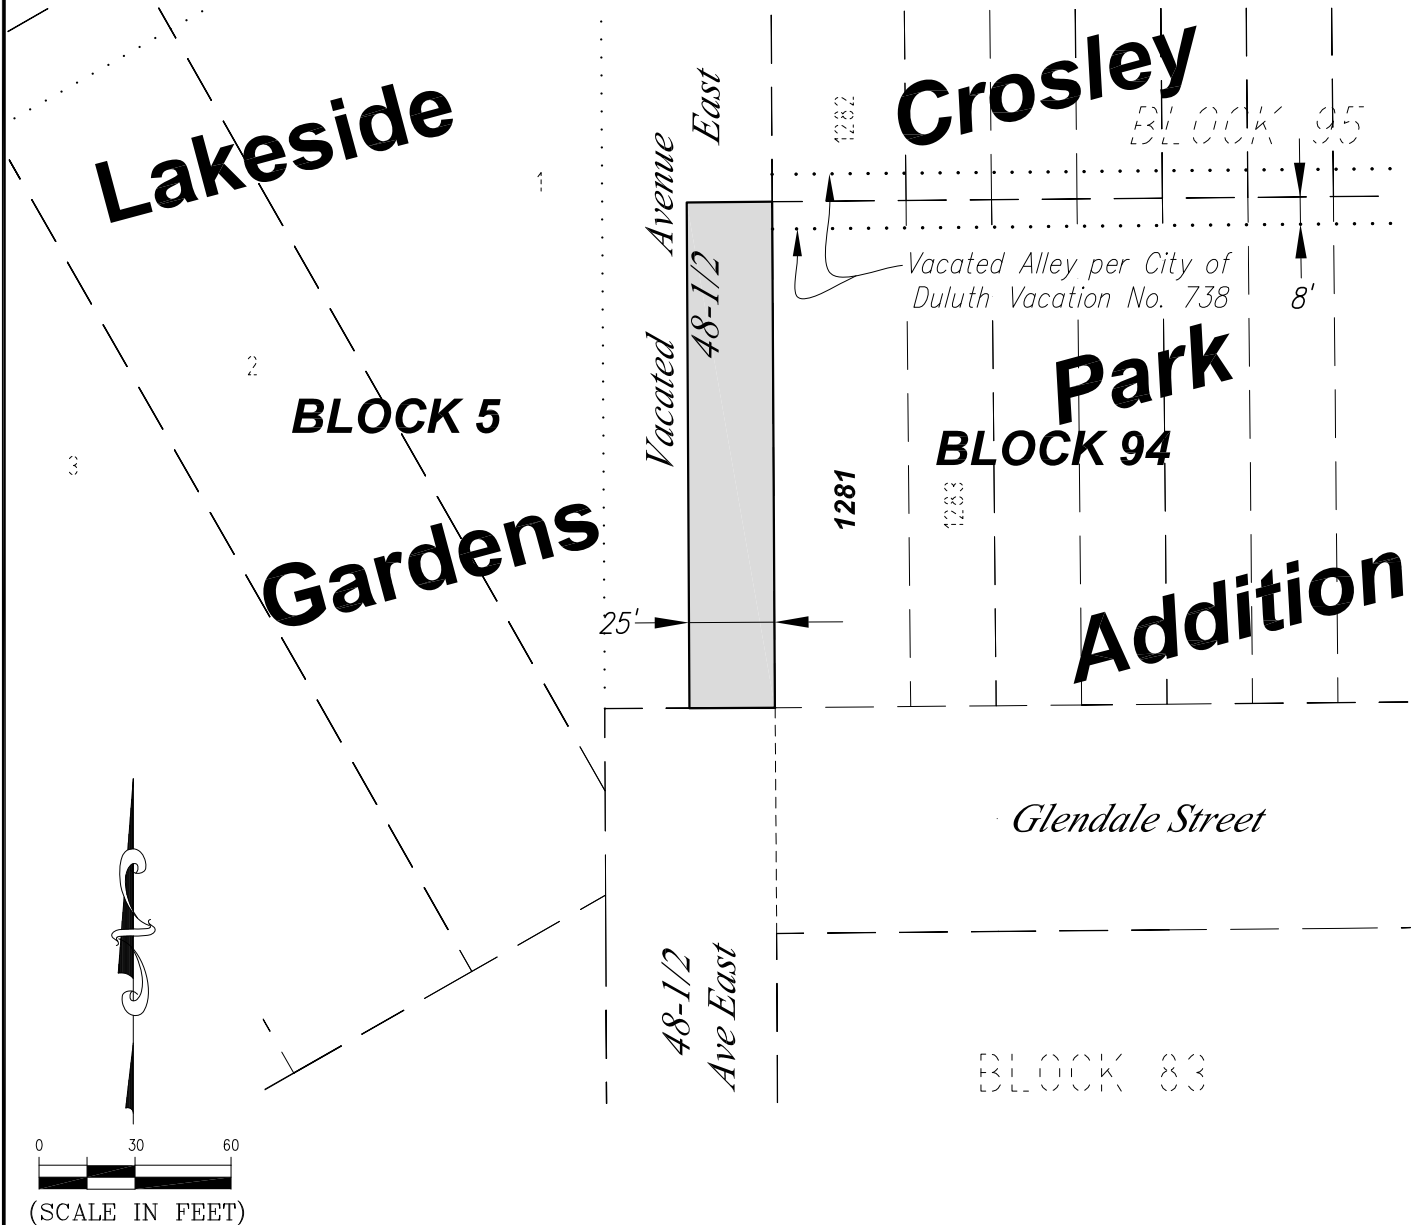 Lakeside
Gardens
Crosley
Park
Addition
BLOCK 95
1282
1
2
3
BLOCK 5
Vacated Avenue East
48-1/2
Vacated Alley per City of
Duluth Vacation No. 738
8'
BLOCK 94
1281
1283
25'
Glendale Street
48-1/2
Ave East
BLOCK 83
0 30 60
(SCALE IN FEET)